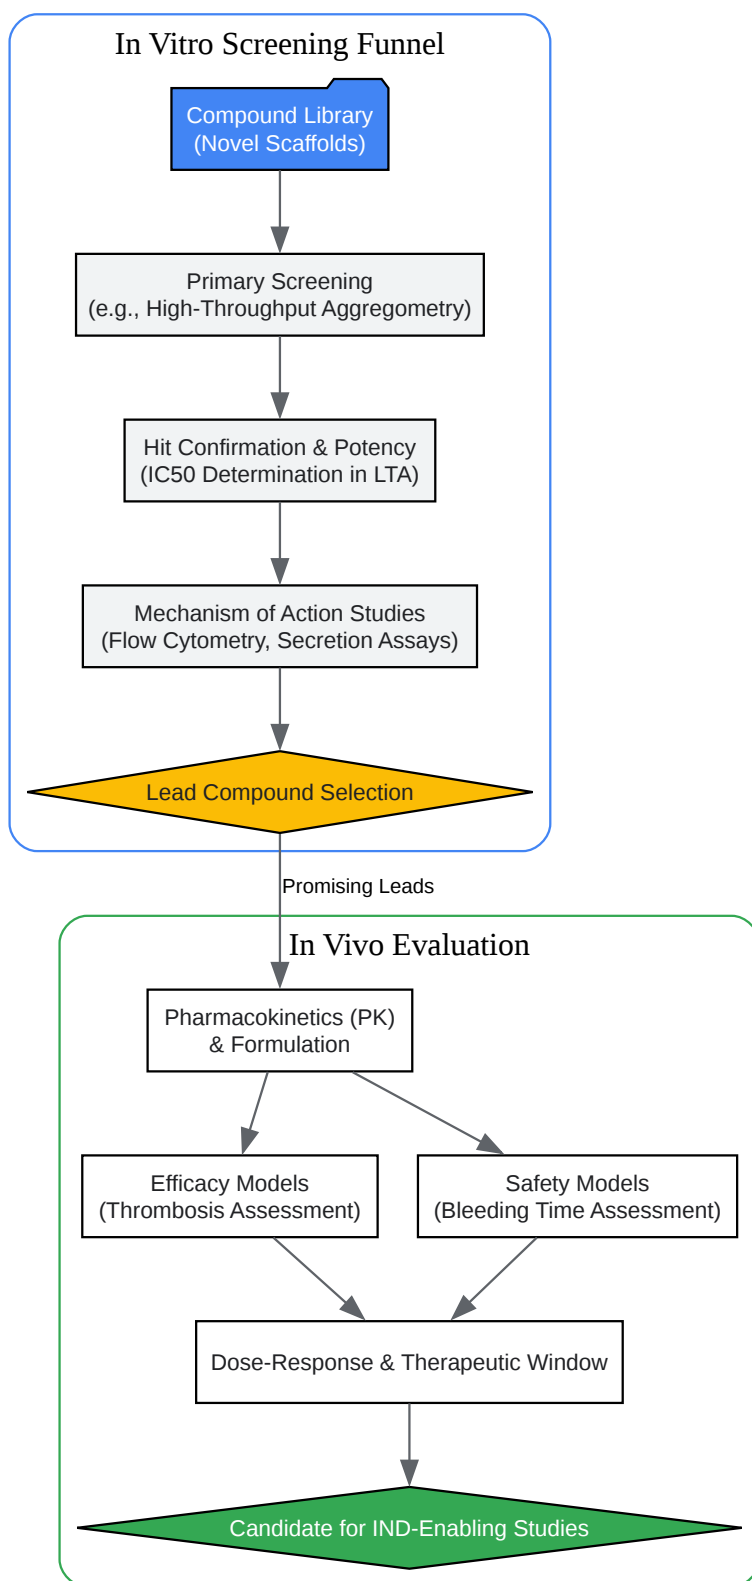 In Vitro Screening Funnel
Compound Library
(Novel Scaffolds)
Primary Screening
(e.g., High-Throughput Aggregometry)
Hit Confirmation & Potency
(IC50 Determination in LTA)
Mechanism of Action Studies
(Flow Cytometry, Secretion Assays)
Lead Compound Selection
Promising Leads
In Vivo Evaluation
Pharmacokinetics (PK)
& Formulation
Efficacy Models
(Thrombosis Assessment)
Safety Models
(Bleeding Time Assessment)
Dose-Response & Therapeutic Window
Candidate for IND-Enabling Studies